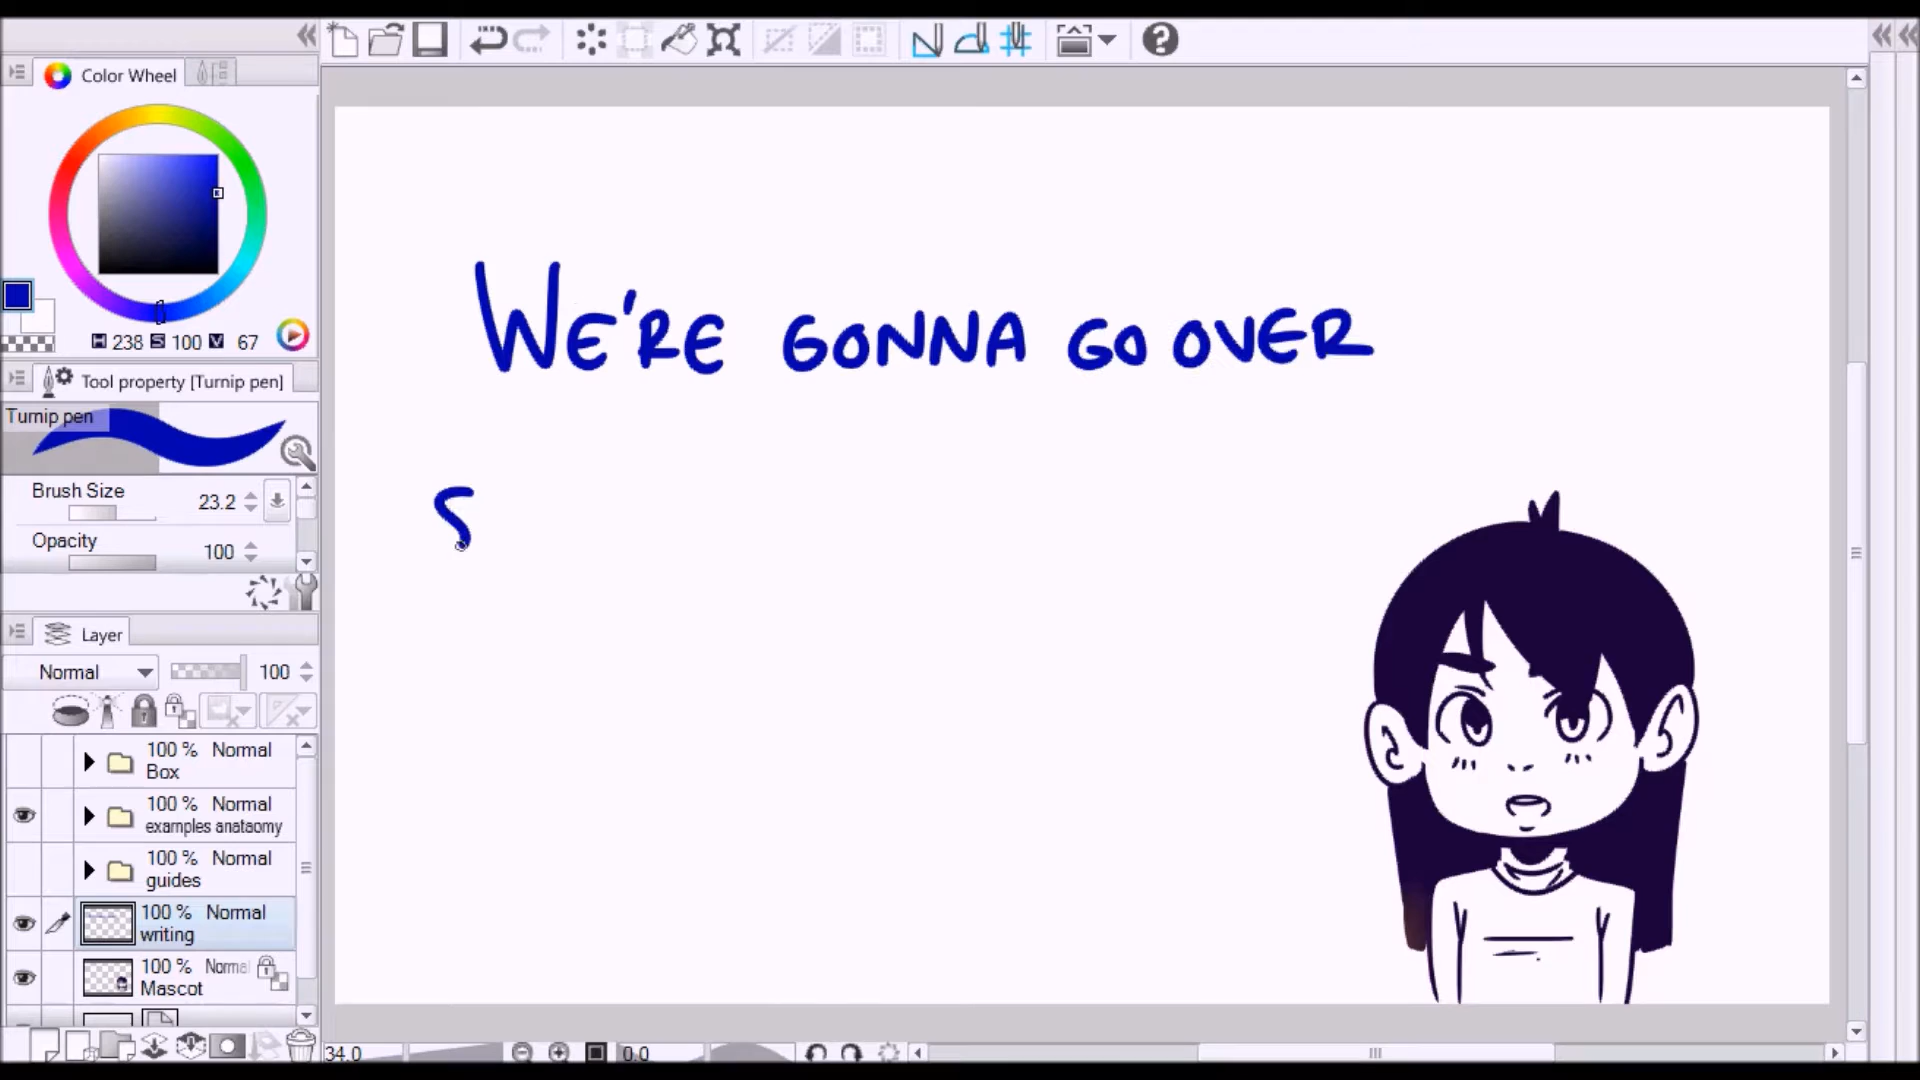 Color Wheel
H 238 S 100 V 67
Tool property [Turnip pen]
Turnip pen
Brush Size 23.2
Opacity 100
Layer
Normal 100
100 % Normal
Box
100 % Normal
examples anataomy
100 % Normal
guides
100 % Normal
writing
100 % Normal
Mascot
WE'RE GONNA GO OVER
S
34.0
0.0